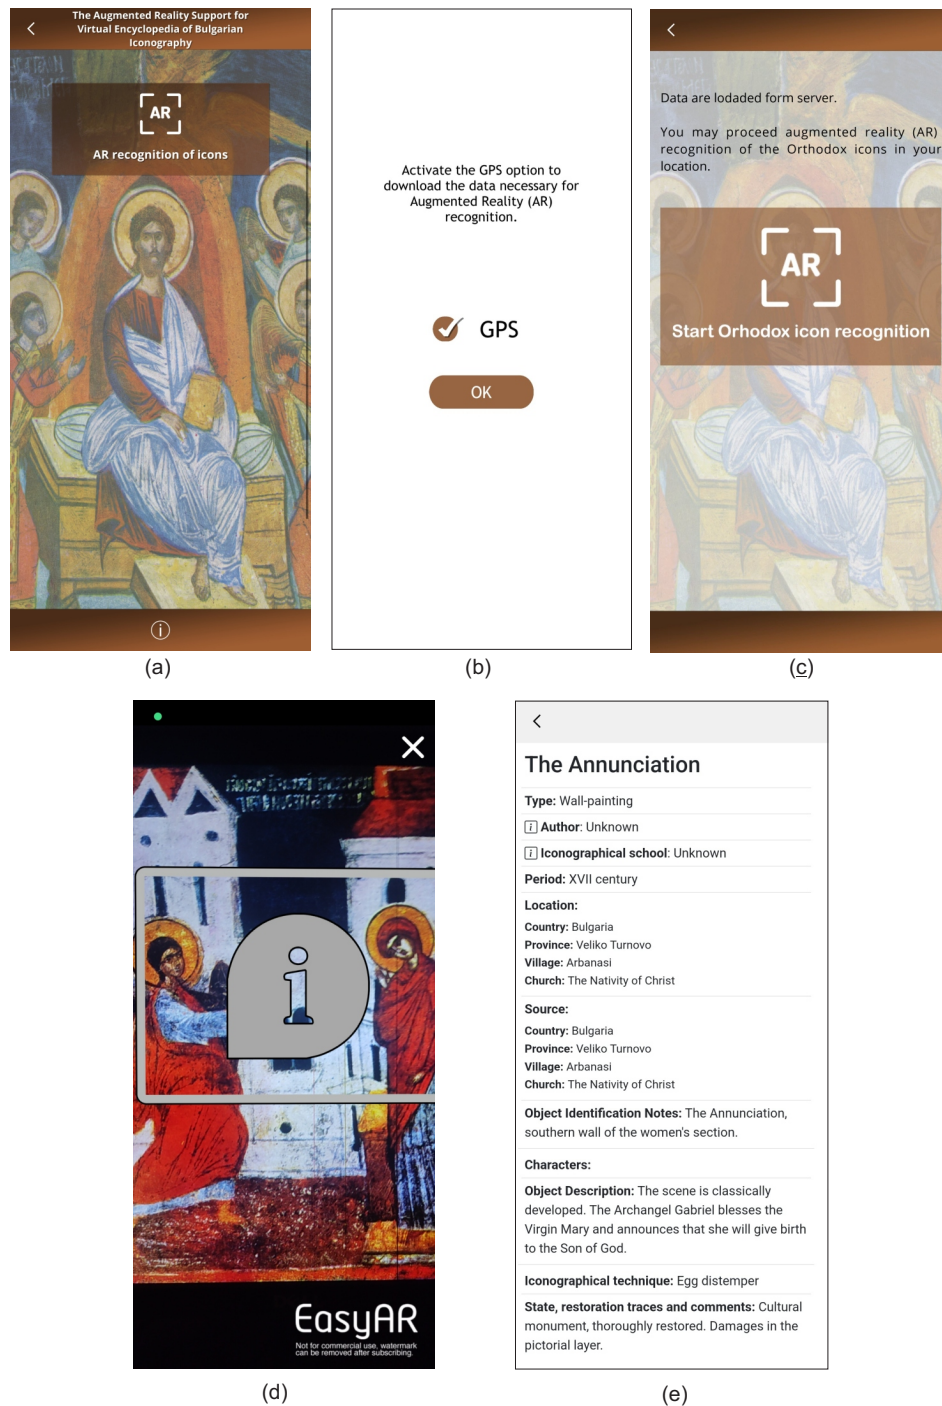 The Augmented Reality Support for
Virtual Encyclopedia of Bulgarian
Iconography
AR
AR recognition of icons
(a)
Activate the GPS option to
download the data necessary for
Augmented Reality (AR)
recognition.
GPS
OK
(b)
Data are lodaded form server.
You may proceed augmented reality (AR)
recognition of the Orthodox icons in your
location.
AR
Start Orhodox icon recognition
(c)
i
EasyAR
Not for commercial use, watermark
can be removed after subscribing.
(d)
The Annunciation
Type: Wall-painting
i Author: Unknown
i Iconographical school: Unknown
Period: XVII century
Location:
Country: Bulgaria
Province: Veliko Turnovo
Village: Arbanasi
Church: The Nativity of Christ
Source:
Country: Bulgaria
Province: Veliko Turnovo
Village: Arbanasi
Church: The Nativity of Christ
Object Identification Notes: The Annunciation,
southern wall of the women's section.
Characters:
Object Description: The scene is classically
developed. The Archangel Gabriel blesses the
Virgin Mary and announces that she will give birth
to the Son of God.
Iconographical technique: Egg distemper
State, restoration traces and comments: Cultural
monument, thoroughly restored. Damages in the
pictorial layer.
(e)